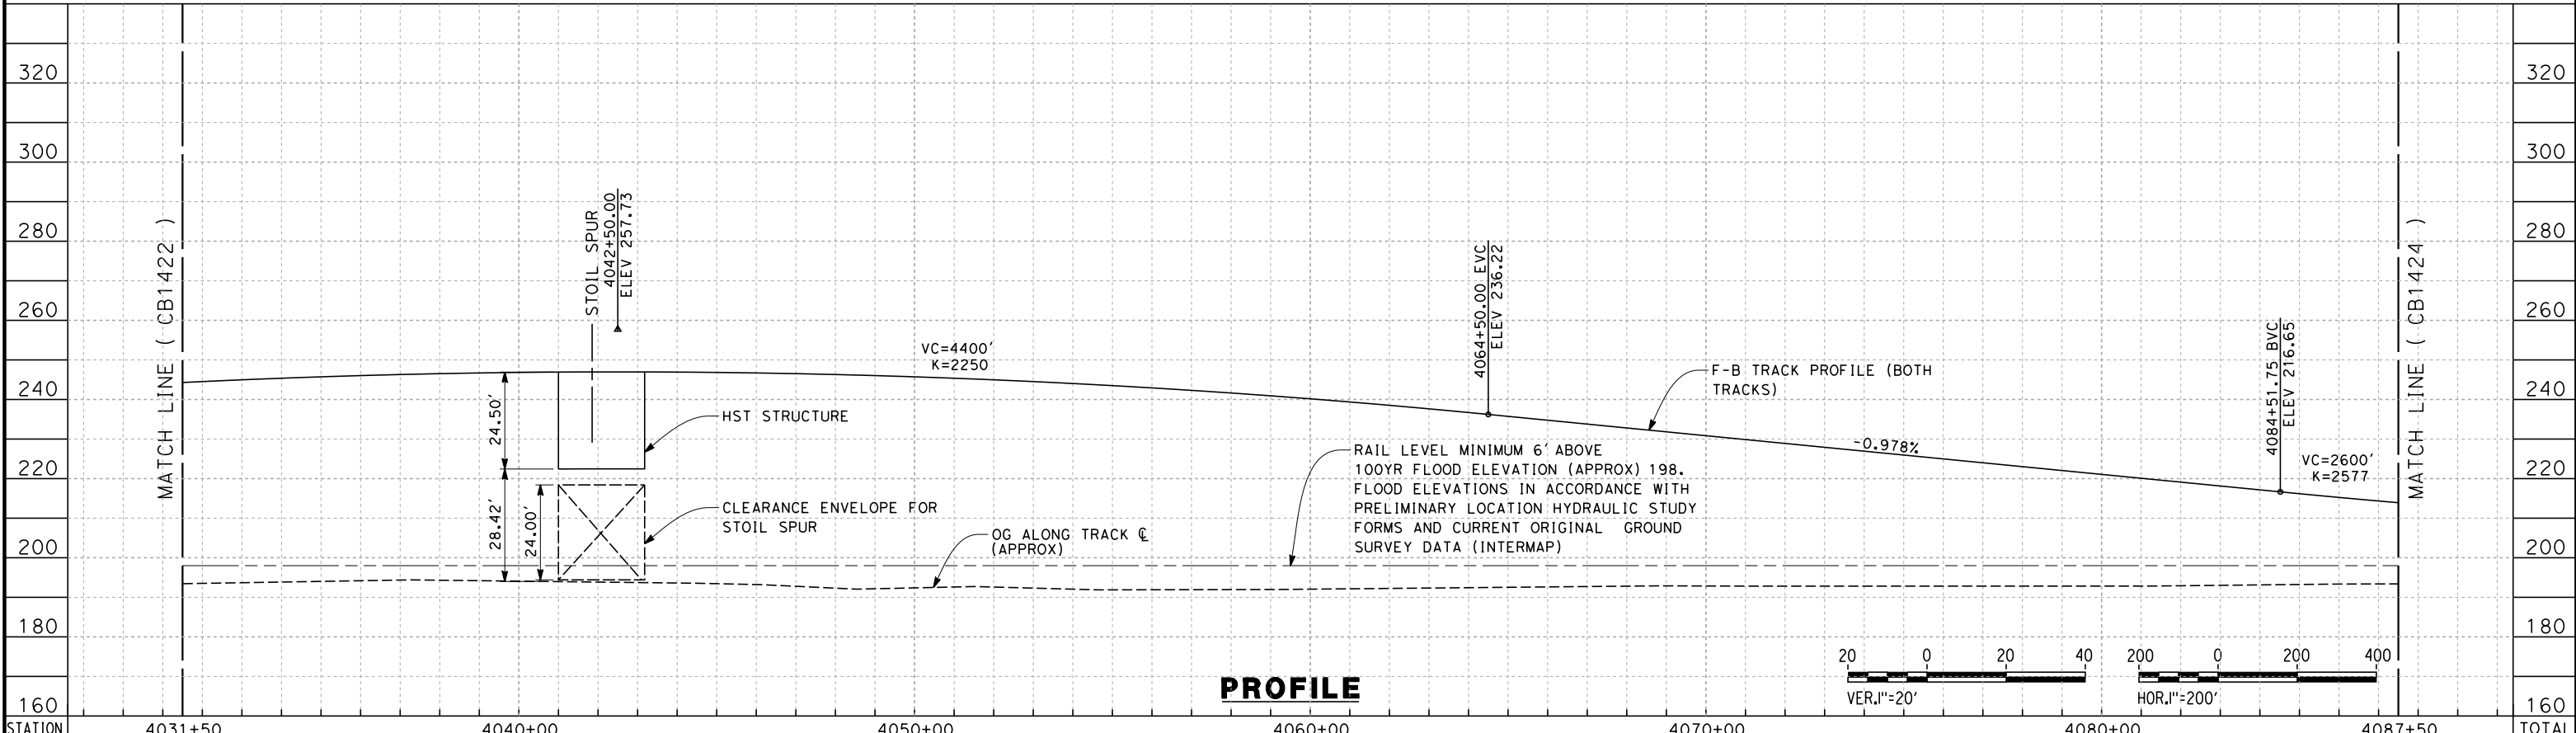 320
300
280
260
240
220
200
180
160
STATION
MATCH LINE ( CB1422 )
STOIL SPUR
4042+50.00
ELEV 257.73
VC=4400'
K=2250
24.50'
28.42'
24.00'
HST STRUCTURE
CLEARANCE ENVELOPE FOR
STOIL SPUR
OG ALONG TRACK ℄
(APPROX)
4064+50.00 EVC
ELEV 236.22
RAIL LEVEL MINIMUM 6' ABOVE
100YR FLOOD ELEVATION (APPROX) 198.
FLOOD ELEVATIONS IN ACCORDANCE WITH
PRELIMINARY LOCATION HYDRAULIC STUDY
FORMS AND CURRENT ORIGINAL GROUND
SURVEY DATA (INTERMAP)
F-B TRACK PROFILE (BOTH
TRACKS)
-0.978%
4084+51.75 BVC
ELEV 216.65
VC=2600'
K=2577
MATCH LINE ( CB1424 )
320
300
280
260
240
220
200
180
160
PROFILE
20 0 20 40
VER.1"=20'
200 0 200 400
HOR.1"=200'
4031+50 4040+00 4050+00 4060+00 4070+00 4080+00 4087+50
TOTAL